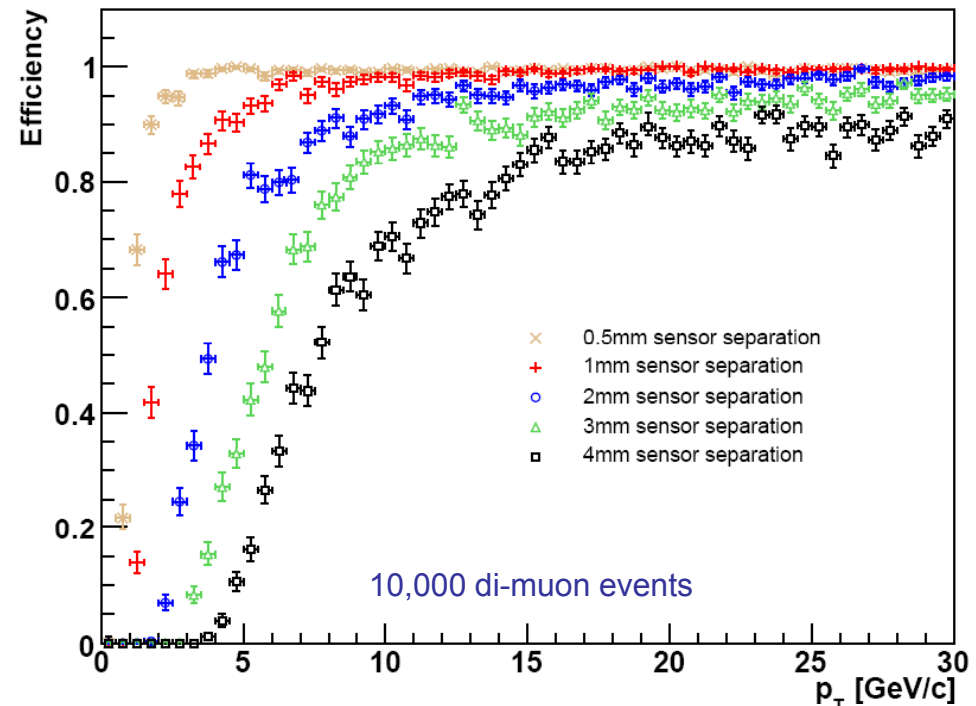 Efficiency
1
0.8
0.6
0.4
0.2
0
0.5mm sensor separation
1mm sensor separation
2mm sensor separation
3mm sensor separation
4mm sensor separation
10,000 di-muon events
0 5 10 15 20 25 30
p_T [GeV/c]